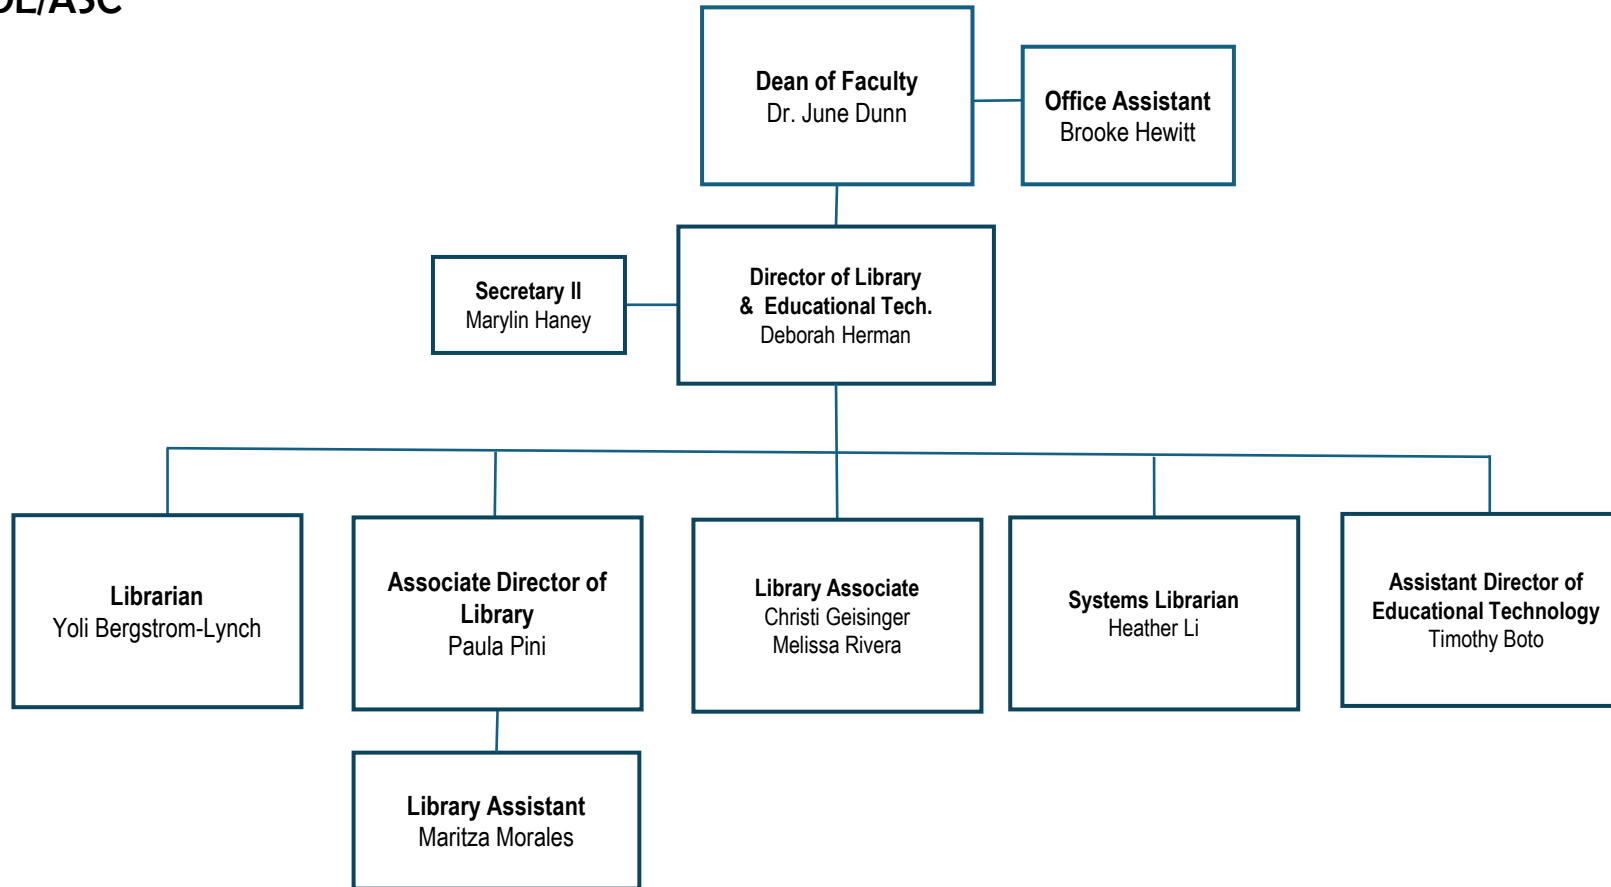 DE/ASC
Dean of Faculty
Dr. June Dunn
Office Assistant
Brooke Hewitt
Secretary II
Marylin Haney
Director of Library
& Educational Tech.
Deborah Herman
Librarian
Yoli Bergstrom-Lynch
Associate Director of
Library
Paula Pini
Library Associate
Christi Geisinger
Melissa Rivera
Systems Librarian
Heather Li
Assistant Director of
Educational Technology
Timothy Boto
Library Assistant
Maritza Morales